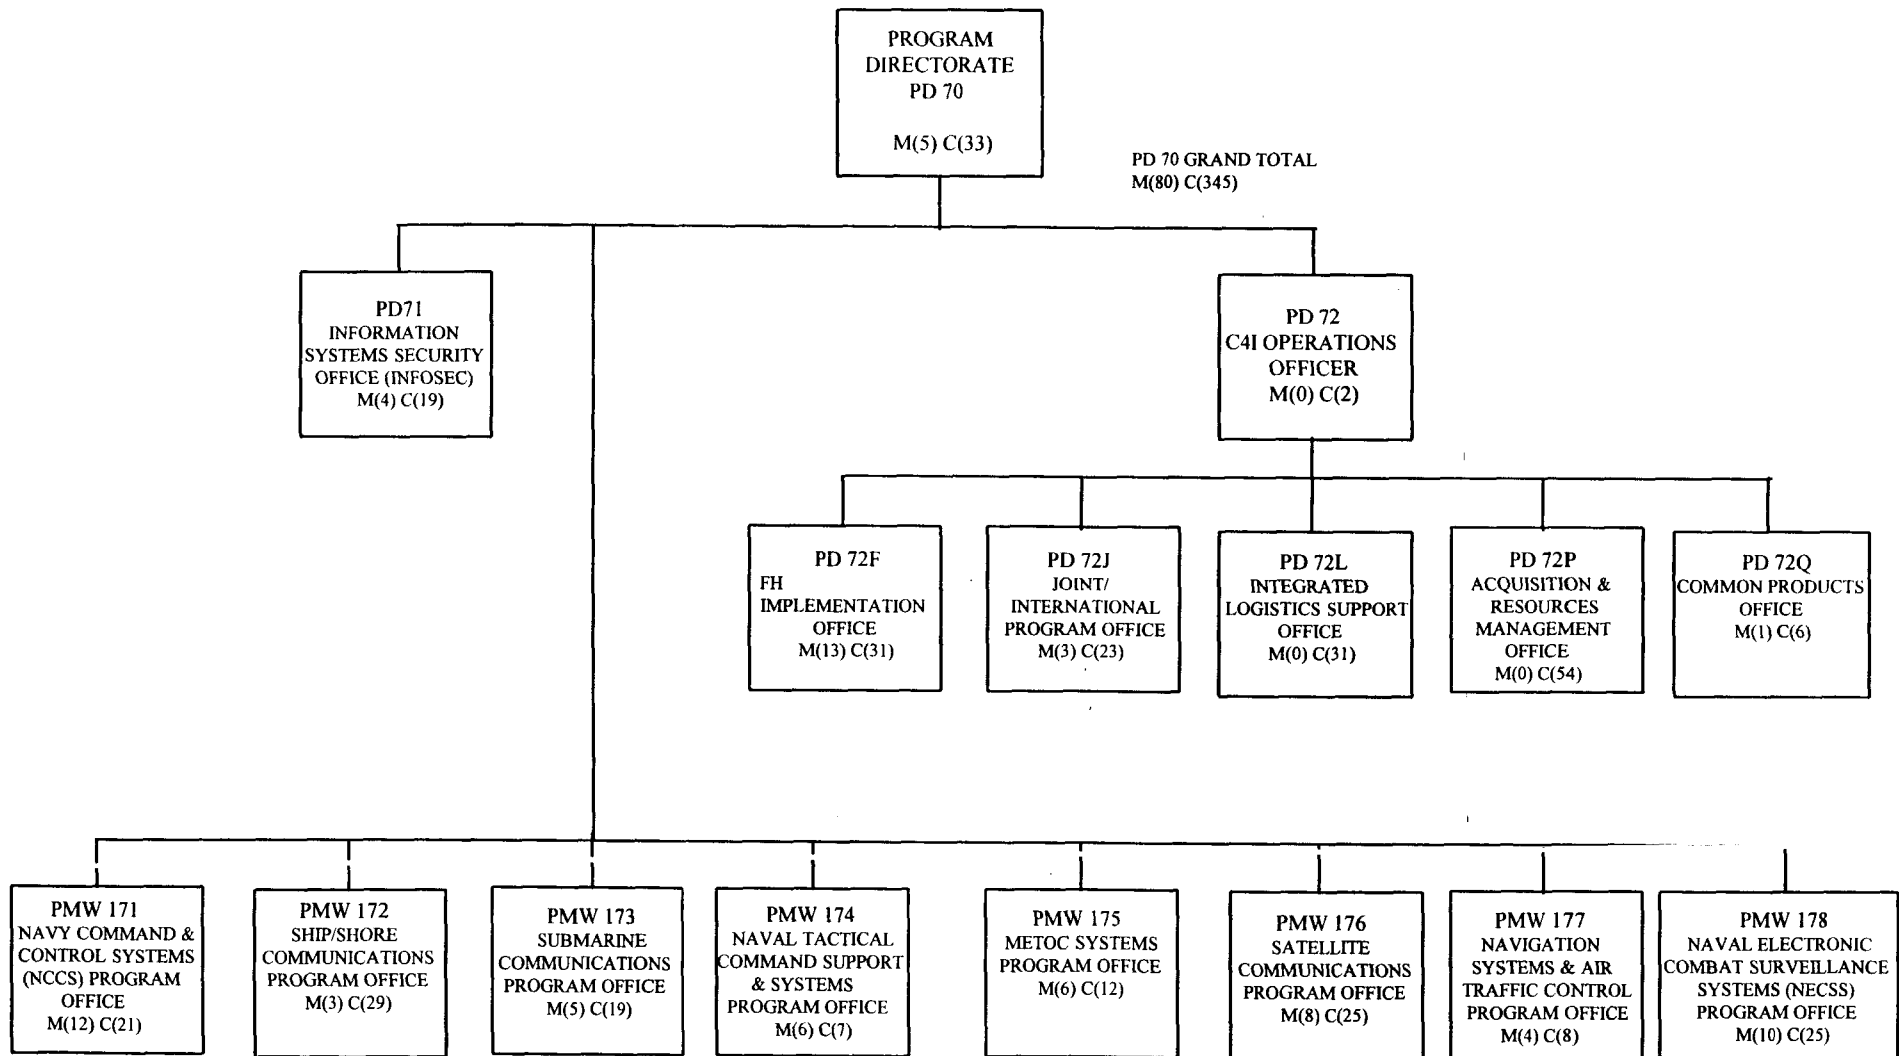 PROGRAM
DIRECTORATE
PD 70
M(5) C(33)
PD 70 GRAND TOTAL
M(80) C(345)
PD71
INFORMATION
SYSTEMS SECURITY
OFFICE (INFOSEC)
M(4) C(19)
PD 72
C4I OPERATIONS
OFFICER
M(0) C(2)
PD 72F
FH
IMPLEMENTATION
OFFICE
M(13) C(31)
PD 72J
JOINT/
INTERNATIONAL
PROGRAM OFFICE
M(3) C(23)
PD 72L
INTEGRATED
LOGISTICS SUPPORT
OFFICE
M(0) C(31)
PD 72P
ACQUISITION &
RESOURCES
MANAGEMENT
OFFICE
M(0) C(54)
PD 72Q
COMMON PRODUCTS
OFFICE
M(1) C(6)
PMW 171
NAVY COMMAND &
CONTROL SYSTEMS
(NCCS) PROGRAM
OFFICE
M(12) C(21)
PMW 172
SHIP/SHORE
COMMUNICATIONS
PROGRAM OFFICE
M(3) C(29)
PMW 173
SUBMARINE
COMMUNICATIONS
PROGRAM OFFICE
M(5) C(19)
PMW 174
NAVAL TACTICAL
COMMAND SUPPORT
& SYSTEMS
PROGRAM OFFICE
M(6) C(7)
PMW 175
METOC SYSTEMS
PROGRAM OFFICE
M(6) C(12)
PMW 176
SATELLITE
COMMUNICATIONS
PROGRAM OFFICE
M(8) C(25)
PMW 177
NAVIGATION
SYSTEMS & AIR
TRAFFIC CONTROL
PROGRAM OFFICE
M(4) C(8)
PMW 178
NAVAL ELECTRONIC
COMBAT SURVEILLANCE
SYSTEMS (NECSS)
PROGRAM OFFICE
M(10) C(25)